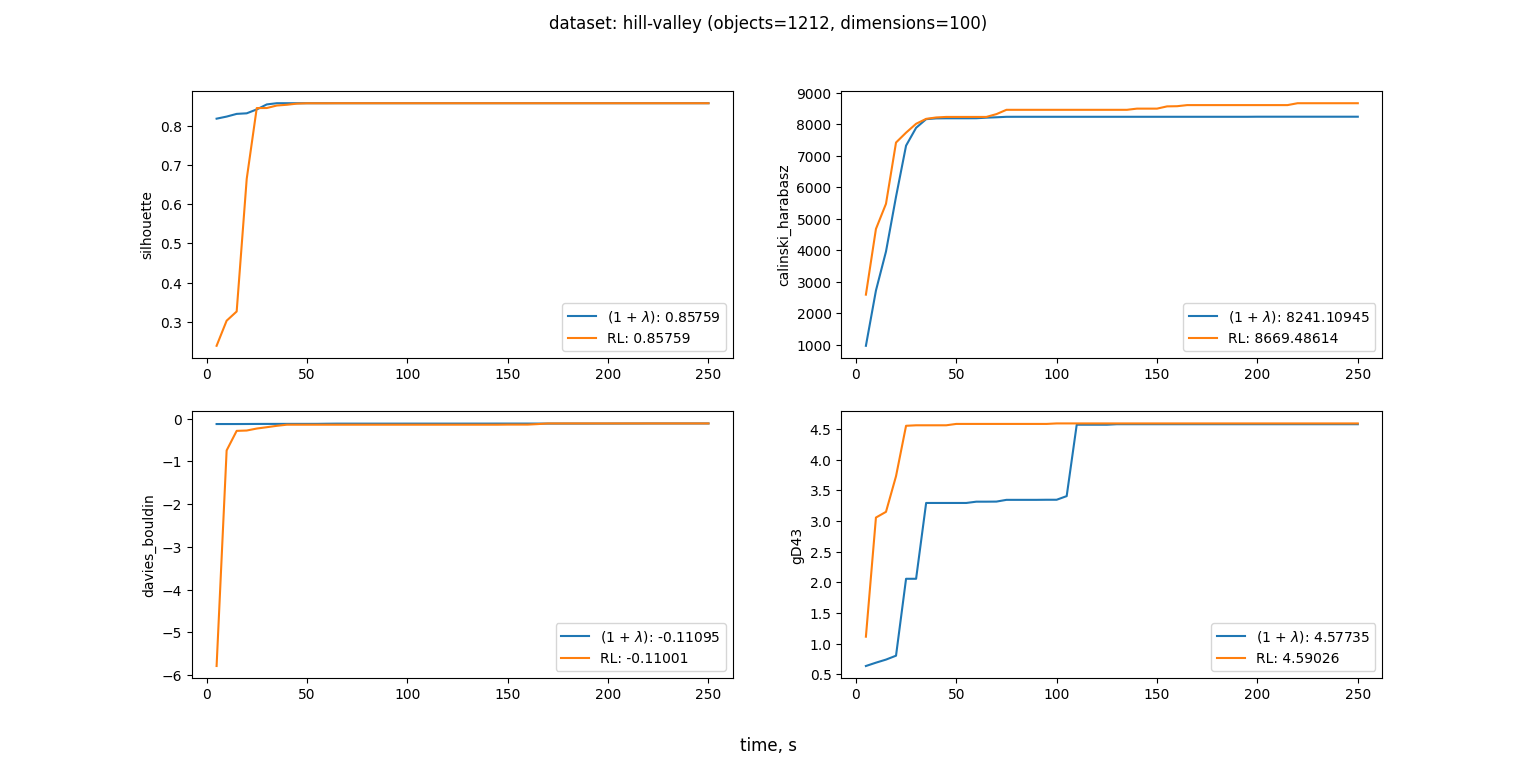 dataset: hill-valley (objects=1212, dimensions=100)
silhouette
0.8
0.7
0.6
0.5
0.4
0.3
0 50 100 150 200 250
(1 + λ): 0.85759
RL: 0.85759
calinski_harabasz
9000
8000
7000
6000
5000
4000
3000
2000
1000
0 50 100 150 200 250
(1 + λ): 8241.10945
RL: 8669.48614
davies_bouldin
0
−1
−2
−3
−4
−5
−6
0 50 100 150 200 250
(1 + λ): -0.11095
RL: -0.11001
gD43
4.5
4.0
3.5
3.0
2.5
2.0
1.5
1.0
0.5
0 50 100 150 200 250
(1 + λ): 4.57735
RL: 4.59026
time, s